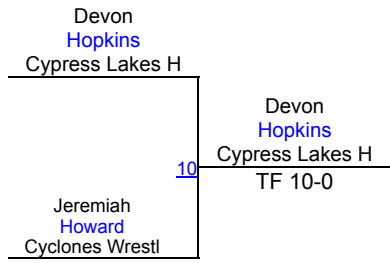 Devon
Hopkins
Cypress Lakes H
Devon
Hopkins
Cypress Lakes H
10
TF 10-0
Jeremiah
Howard
Cyclones Wrestl